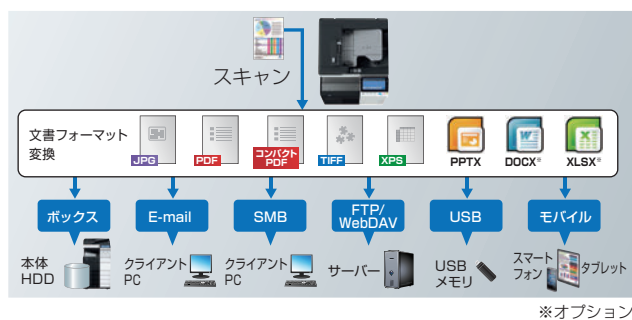 スキャン
文書フォーマット
変換
JPG
PDF
コンパクト
PDF
TIFF
XPS
PPTX
DOCX※
XLSX※
ボックス
E-mail
SMB
FTP/
WebDAV
USB
モバイル
本体
HDD
クライアント
PC
クライアント
PC
サーバー
USB
メモリ
スマート
フォン
タブレット
※オプション